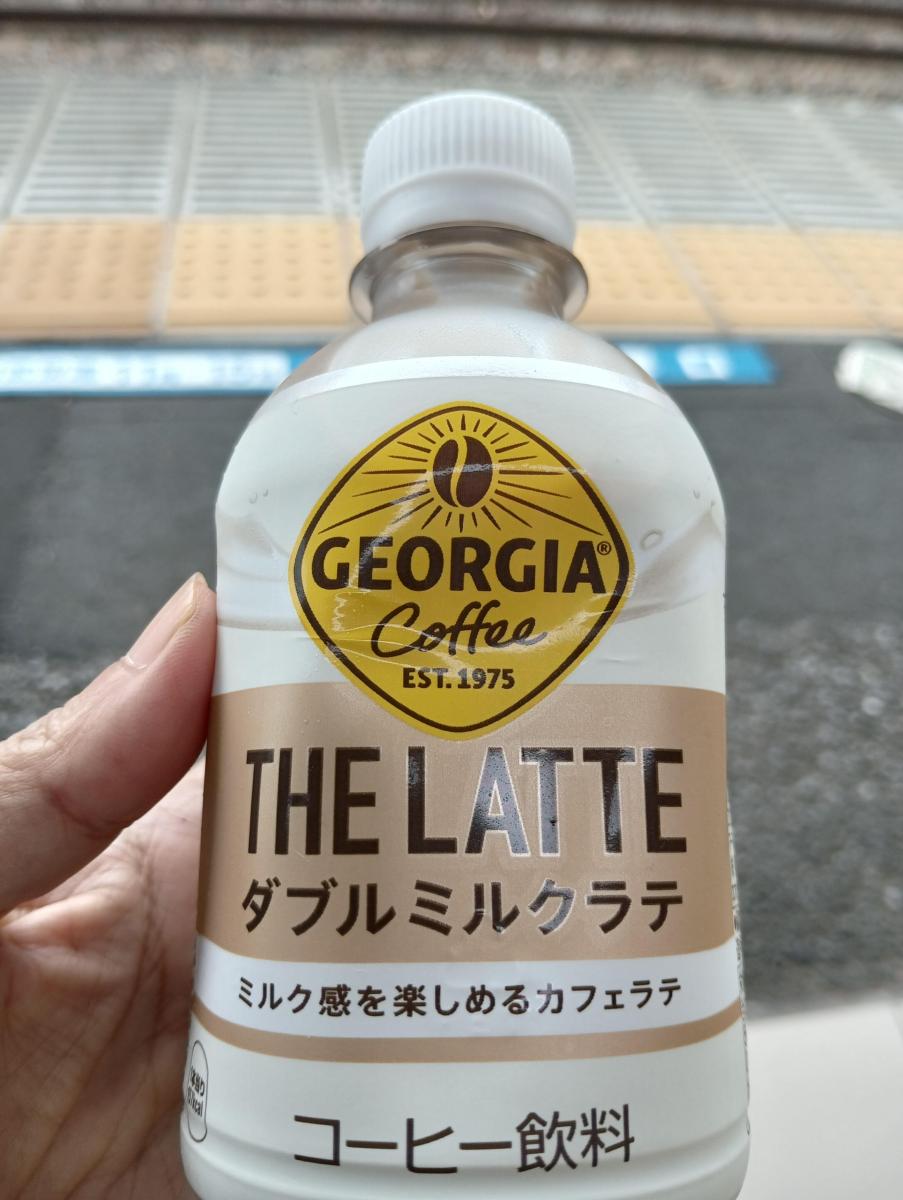 GEORGIA®
Coffee
EST. 1975
THE LATTE
ダブルミルクラテ
ミルク感を楽しめるカフェラテ
コーヒー飲料